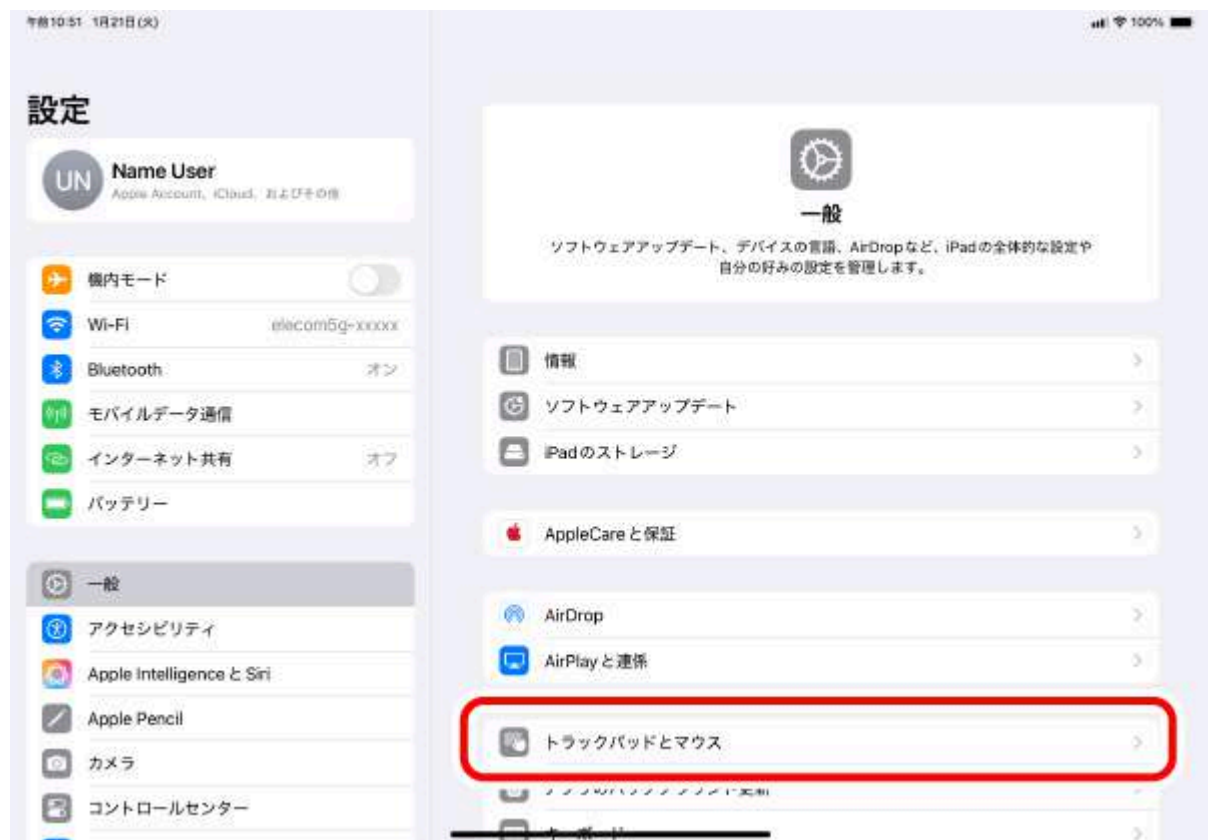 午前10:51 1月21日(火)
100%
設定
UN
Name User
Apple Account、iCloud、およびその他
機内モード
Wi-Fi elecom5g-xxxxx
Bluetooth オン
モバイルデータ通信
インターネット共有 オフ
バッテリー
一般
アクセシビリティ
Apple Intelligence と Siri
Apple Pencil
カメラ
コントロールセンター
一般
ソフトウェアアップデート、デバイスの言語、AirDropなど、iPadの全体的な設定や
自分の好みの設定を管理します。
情報
ソフトウェアアップデート
iPadのストレージ
AppleCareと保証
AirDrop
AirPlayと連係
トラックパッドとマウス
キーボード